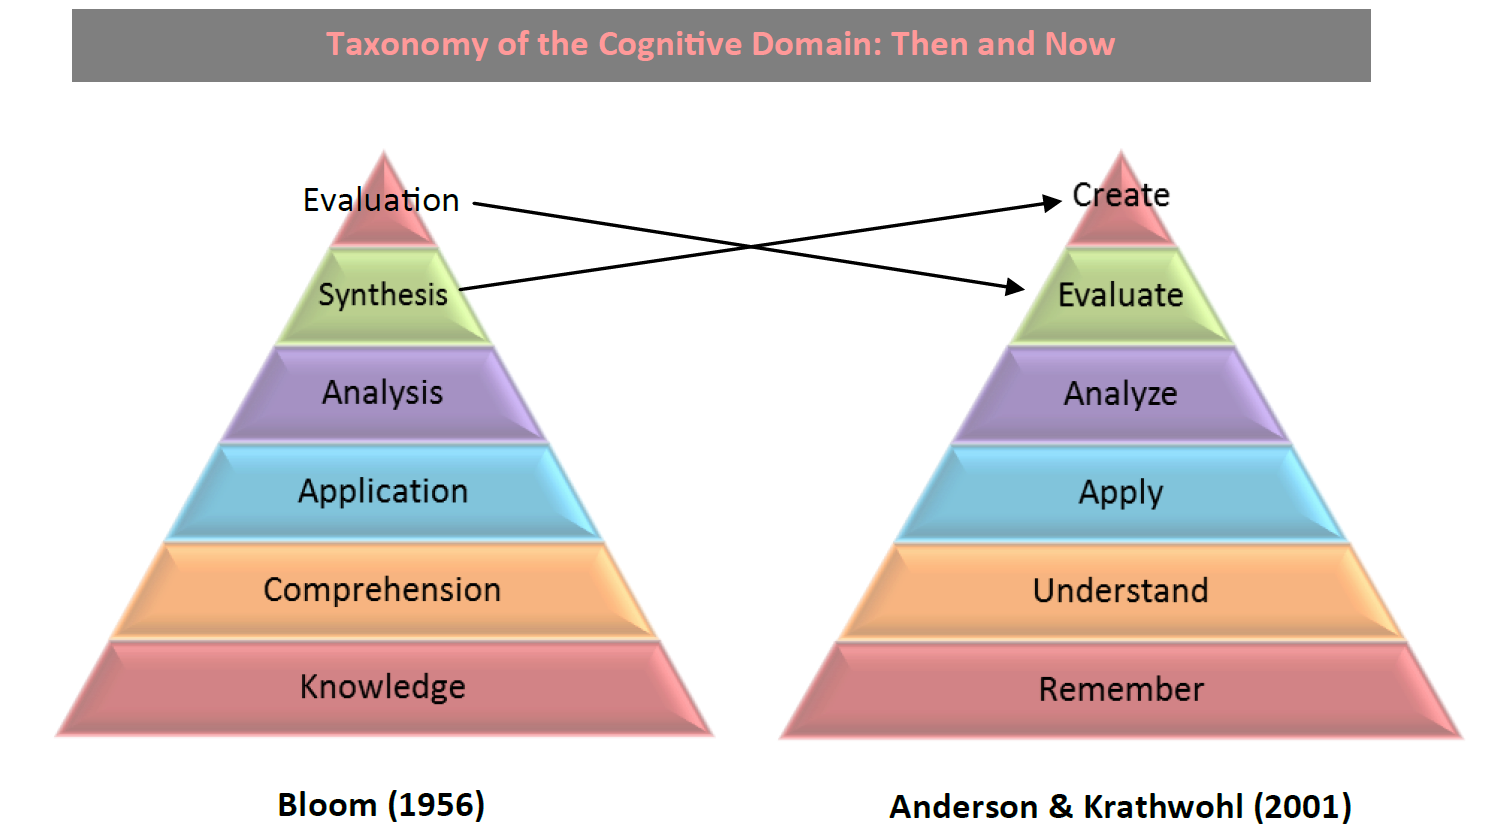 Taxonomy of the Cognitive Domain: Then and Now
Evaluation
Synthesis
Analysis
Application
Comprehension
Knowledge
Bloom (1956)
Create
Evaluate
Analyze
Apply
Understand
Remember
Anderson & Krathwohl (2001)